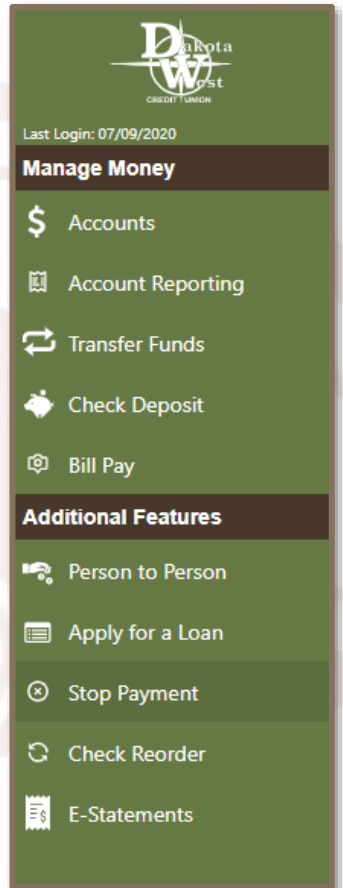 Dakota
West
CREDIT UNION
Last Login: 07/09/2020
Manage Money
Accounts
Account Reporting
Transfer Funds
Check Deposit
Bill Pay
Additional Features
Person to Person
Apply for a Loan
Stop Payment
Check Reorder
E-Statements